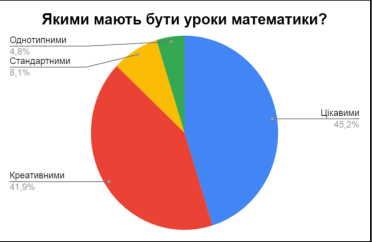 Якими мають бути уроки математики?
Однотипними
4,8%
Стандартними
8,1%
Цікавими
45,2%
Креативними
41,9%